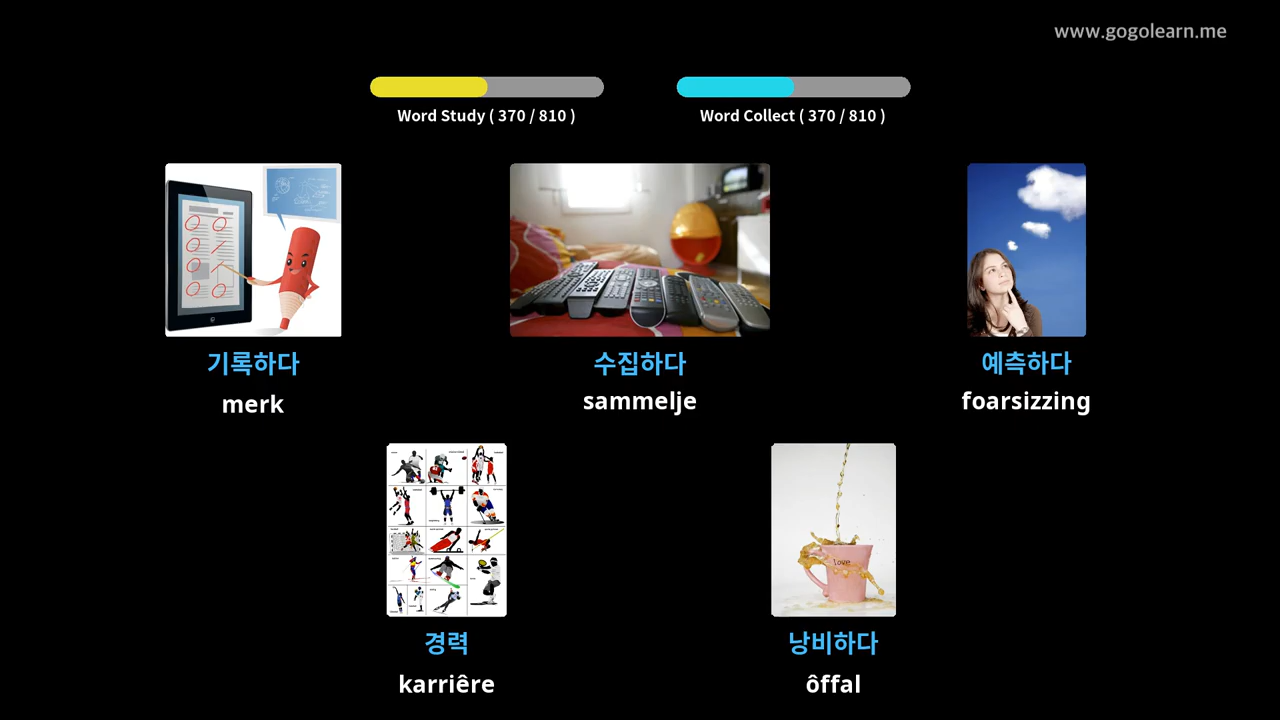 www.gogolearn.me
Word Study ( 370 / 810 )
Word Collect ( 370 / 810 )
기록하다
merk
수집하다
sammelje
예측하다
foarsizzing
경력
karriêre
love
낭비하다
ôffal